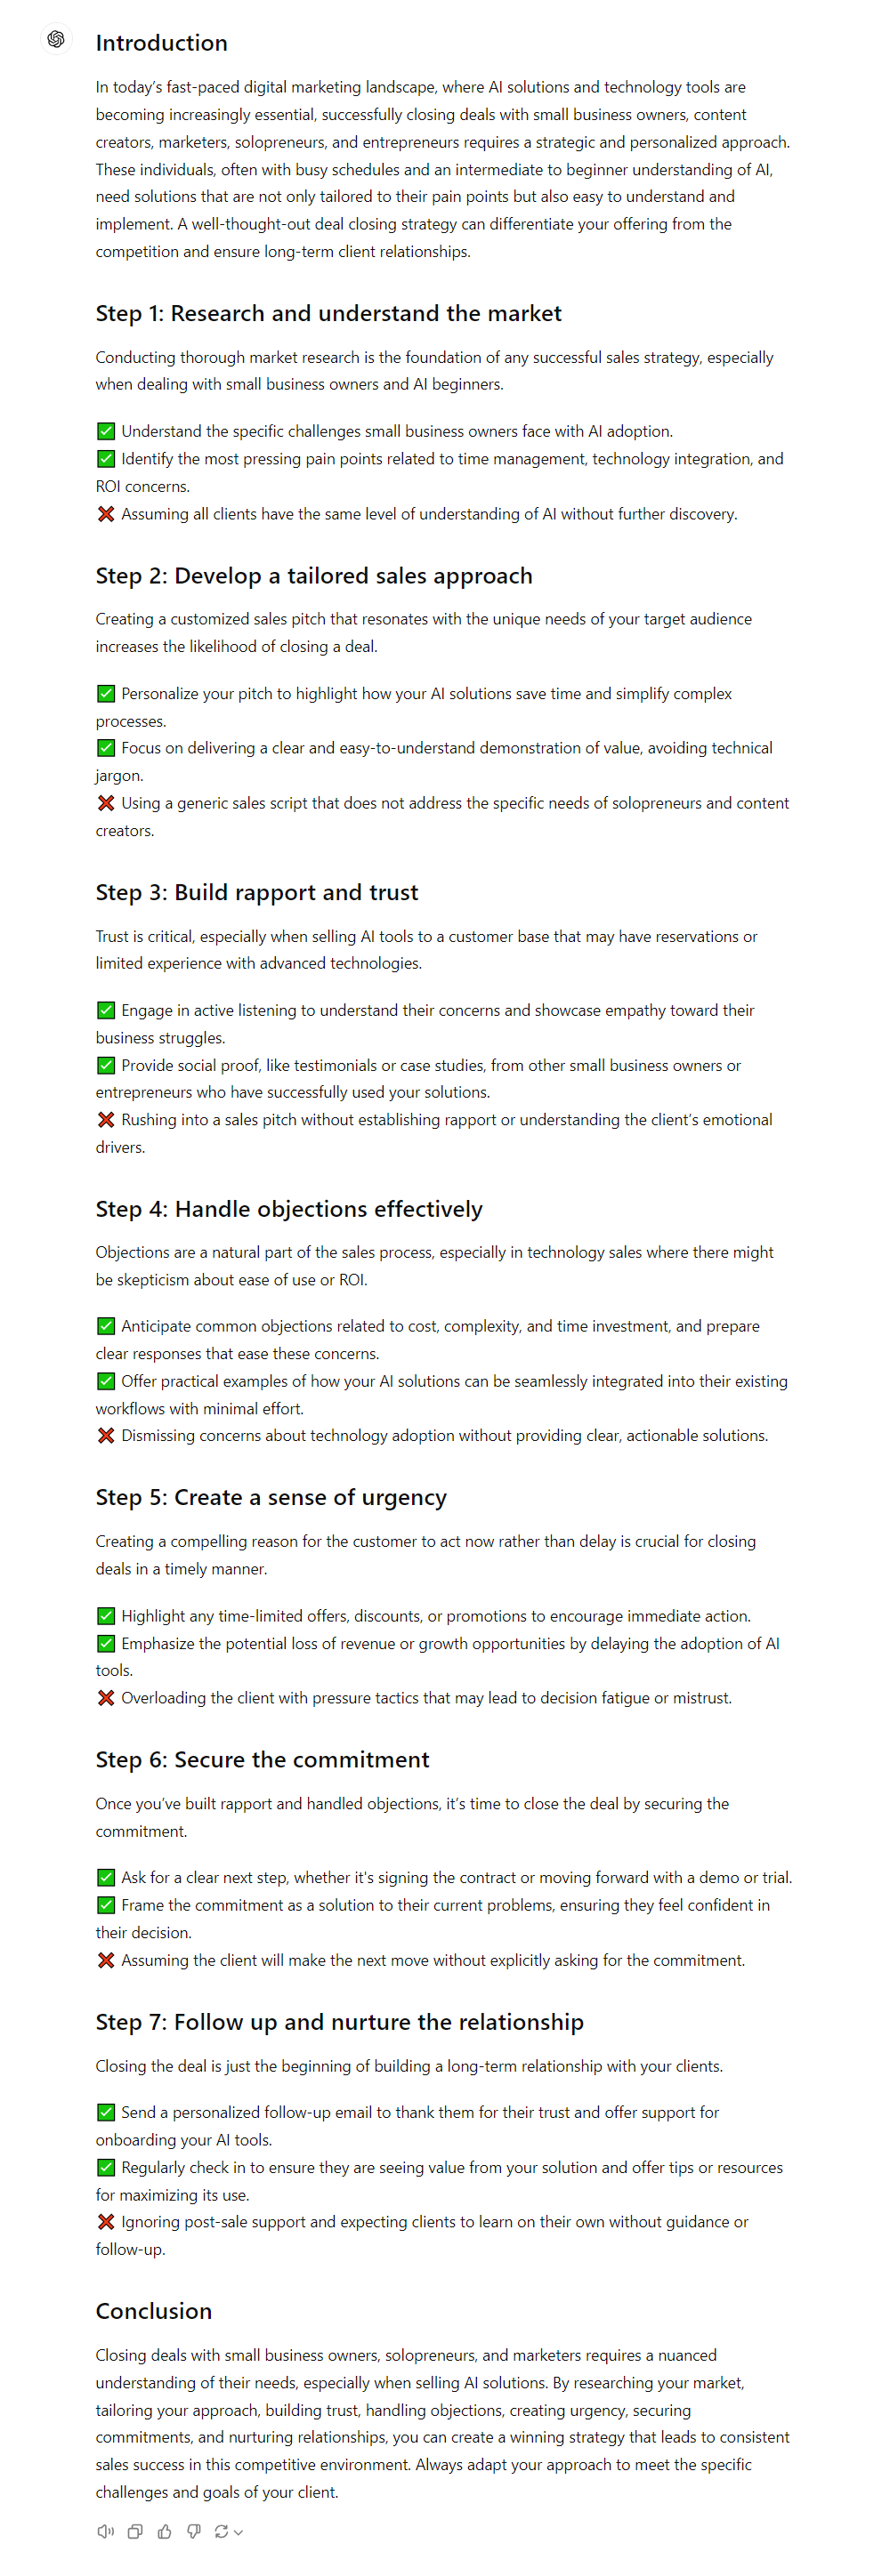 Introduction
In today’s fast-paced digital marketing landscape, where AI solutions and technology tools are
becoming increasingly essential, successfully closing deals with small business owners, content
creators, marketers, solopreneurs, and entrepreneurs requires a strategic and personalized approach.
These individuals, often with busy schedules and an intermediate to beginner understanding of AI,
need solutions that are not only tailored to their pain points but also easy to understand and
implement. A well-thought-out deal closing strategy can differentiate your offering from the
competition and ensure long-term client relationships.
Step 1: Research and understand the market
Conducting thorough market research is the foundation of any successful sales strategy, especially
when dealing with small business owners and AI beginners.
✅ Understand the specific challenges small business owners face with AI adoption.
✅ Identify the most pressing pain points related to time management, technology integration, and
ROI concerns.
❌ Assuming all clients have the same level of understanding of AI without further discovery.
Step 2: Develop a tailored sales approach
Creating a customized sales pitch that resonates with the unique needs of your target audience
increases the likelihood of closing a deal.
✅ Personalize your pitch to highlight how your AI solutions save time and simplify complex
processes.
✅ Focus on delivering a clear and easy-to-understand demonstration of value, avoiding technical
jargon.
❌ Using a generic sales script that does not address the specific needs of solopreneurs and content
creators.
Step 3: Build rapport and trust
Trust is critical, especially when selling AI tools to a customer base that may have reservations or
limited experience with advanced technologies.
✅ Engage in active listening to understand their concerns and showcase empathy toward their
business struggles.
✅ Provide social proof, like testimonials or case studies, from other small business owners or
entrepreneurs who have successfully used your solutions.
❌ Rushing into a sales pitch without establishing rapport or understanding the client’s emotional
drivers.
Step 4: Handle objections effectively
Objections are a natural part of the sales process, especially in technology sales where there might
be skepticism about ease of use or ROI.
✅ Anticipate common objections related to cost, complexity, and time investment, and prepare
clear responses that ease these concerns.
✅ Offer practical examples of how your AI solutions can be seamlessly integrated into their existing
workflows with minimal effort.
❌ Dismissing concerns about technology adoption without providing clear, actionable solutions.
Step 5: Create a sense of urgency
Creating a compelling reason for the customer to act now rather than delay is crucial for closing
deals in a timely manner.
✅ Highlight any time-limited offers, discounts, or promotions to encourage immediate action.
✅ Emphasize the potential loss of revenue or growth opportunities by delaying the adoption of AI
tools.
❌ Overloading the client with pressure tactics that may lead to decision fatigue or mistrust.
Step 6: Secure the commitment
Once you’ve built rapport and handled objections, it’s time to close the deal by securing the
commitment.
✅ Ask for a clear next step, whether it's signing the contract or moving forward with a demo or trial.
✅ Frame the commitment as a solution to their current problems, ensuring they feel confident in
their decision.
❌ Assuming the client will make the next move without explicitly asking for the commitment.
Step 7: Follow up and nurture the relationship
Closing the deal is just the beginning of building a long-term relationship with your clients.
✅ Send a personalized follow-up email to thank them for their trust and offer support for
onboarding your AI tools.
✅ Regularly check in to ensure they are seeing value from your solution and offer tips or resources
for maximizing its use.
❌ Ignoring post-sale support and expecting clients to learn on their own without guidance or
follow-up.
Conclusion
Closing deals with small business owners, solopreneurs, and marketers requires a nuanced
understanding of their needs, especially when selling AI solutions. By researching your market,
tailoring your approach, building trust, handling objections, creating urgency, securing
commitments, and nurturing relationships, you can create a winning strategy that leads to consistent
sales success in this competitive environment. Always adapt your approach to meet the specific
challenges and goals of your client.